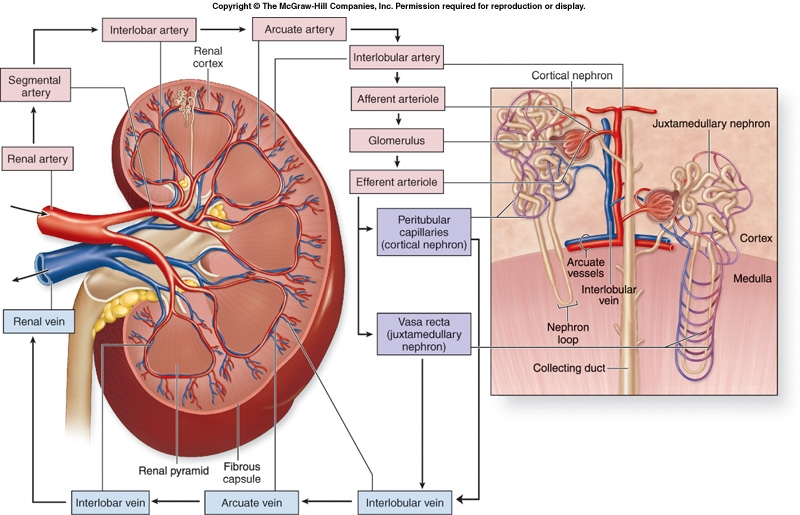 Copyright © The McGraw-Hill Companies, Inc. Permission required for reproduction or display.
Interlobar artery
Arcuate artery
Renal
cortex
Interlobular artery
Segmental
artery
Afferent arteriole
Glomerulus
Renal artery
Efferent arteriole
Peritubular
capillaries
(cortical nephron)
Renal vein
Vasa recta
(juxtamedullary
nephron)
Renal pyramid
Fibrous
capsule
Interlobar vein
Arcuate vein
Interlobular vein
Cortical nephron
Juxtamedullary nephron
Cortex
Arcuate
vessels
Medulla
Interlobular
vein
Nephron
loop
Collecting duct